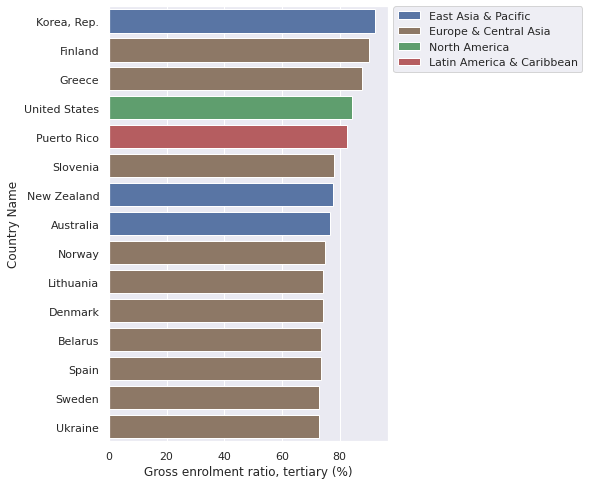 Korea, Rep.
Finland
Greece
United States
Puerto Rico
Slovenia
New Zealand
Australia
Norway
Lithuania
Denmark
Belarus
Spain
Sweden
Ukraine
Country Name
0 20 40 60 80
Gross enrolment ratio, tertiary (%)
East Asia & Pacific
Europe & Central Asia
North America
Latin America & Caribbean